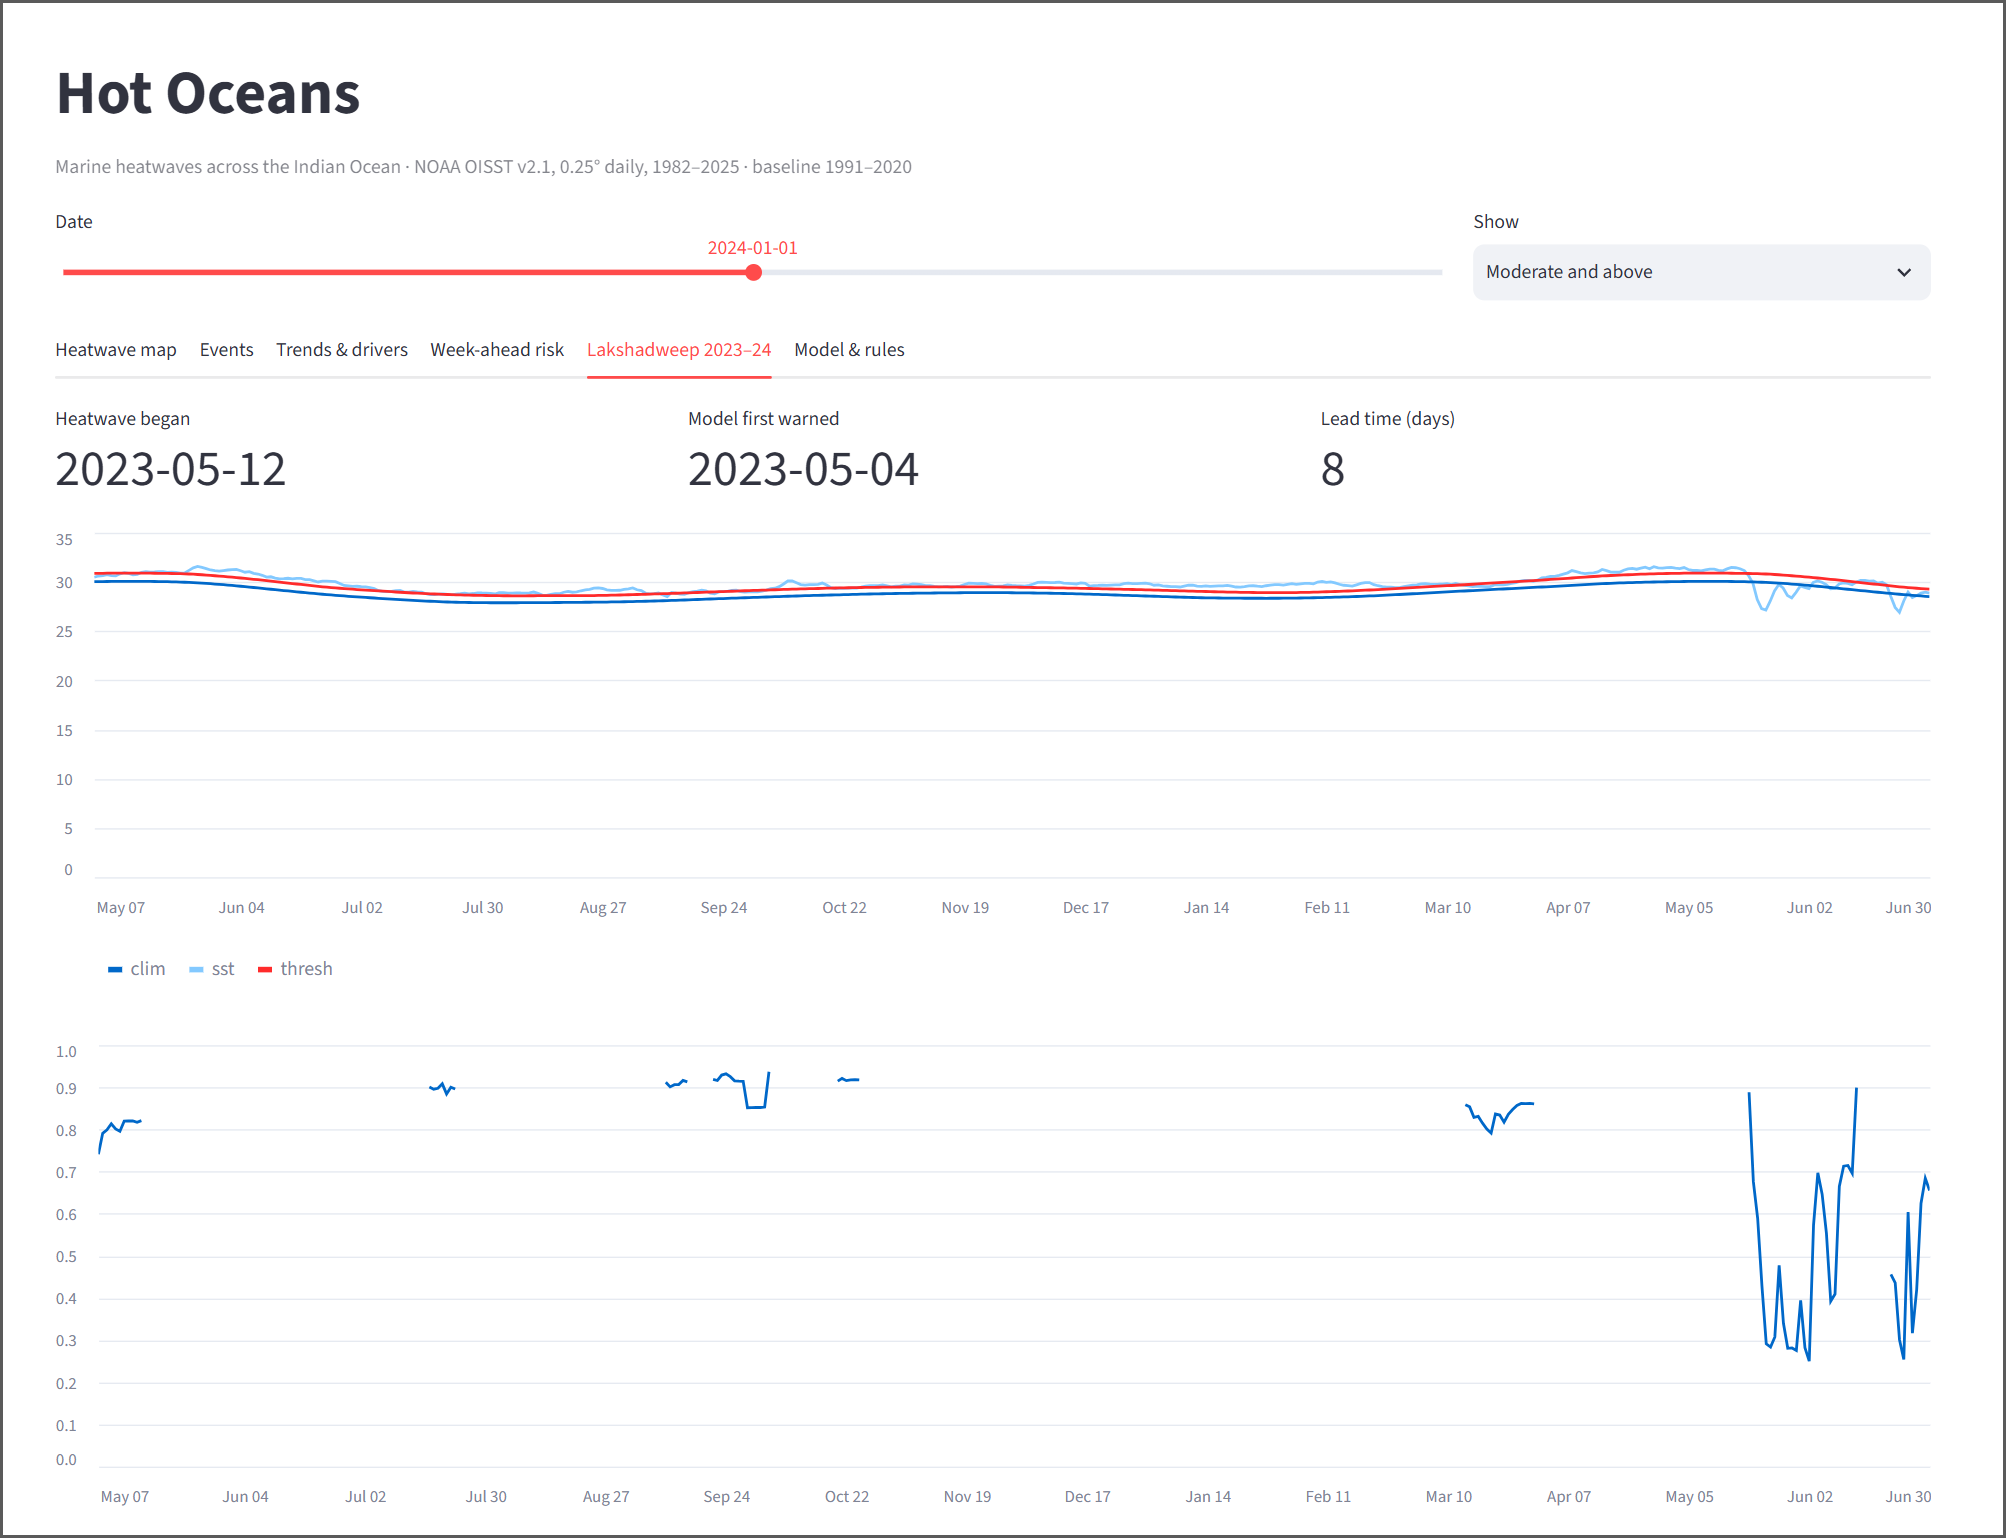 Hot Oceans
Marine heatwaves across the Indian Ocean · NOAA OISST v2.1, 0.25° daily, 1982–2025 · baseline 1991–2020
Date
Show
2024-01-01
Moderate and above
Heatwave map Events Trends & drivers Week-ahead risk Lakshadweep 2023–24 Model & rules
Heatwave began
Model first warned
Lead time (days)
2023-05-12
2023-05-04
8
35
30
25
20
15
10
5
0
May 07 Jun 04 Jul 02 Jul 30 Aug 27 Sep 24 Oct 22 Nov 19 Dec 17 Jan 14 Feb 11 Mar 10 Apr 07 May 05 Jun 02 Jun 30
clim sst thresh
1.0
0.9
0.8
0.7
0.6
0.5
0.4
0.3
0.2
0.1
0.0
May 07 Jun 04 Jul 02 Jul 30 Aug 27 Sep 24 Oct 22 Nov 19 Dec 17 Jan 14 Feb 11 Mar 10 Apr 07 May 05 Jun 02 Jun 30